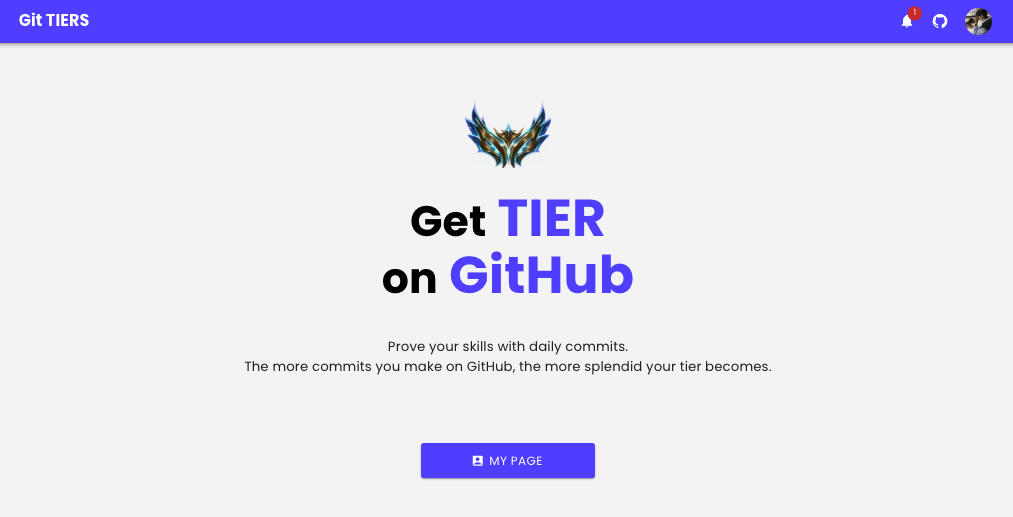 Git TIERS
1
Get TIER
on GitHub
Prove your skills with daily commits.
The more commits you make on GitHub, the more splendid your tier becomes.
MY PAGE